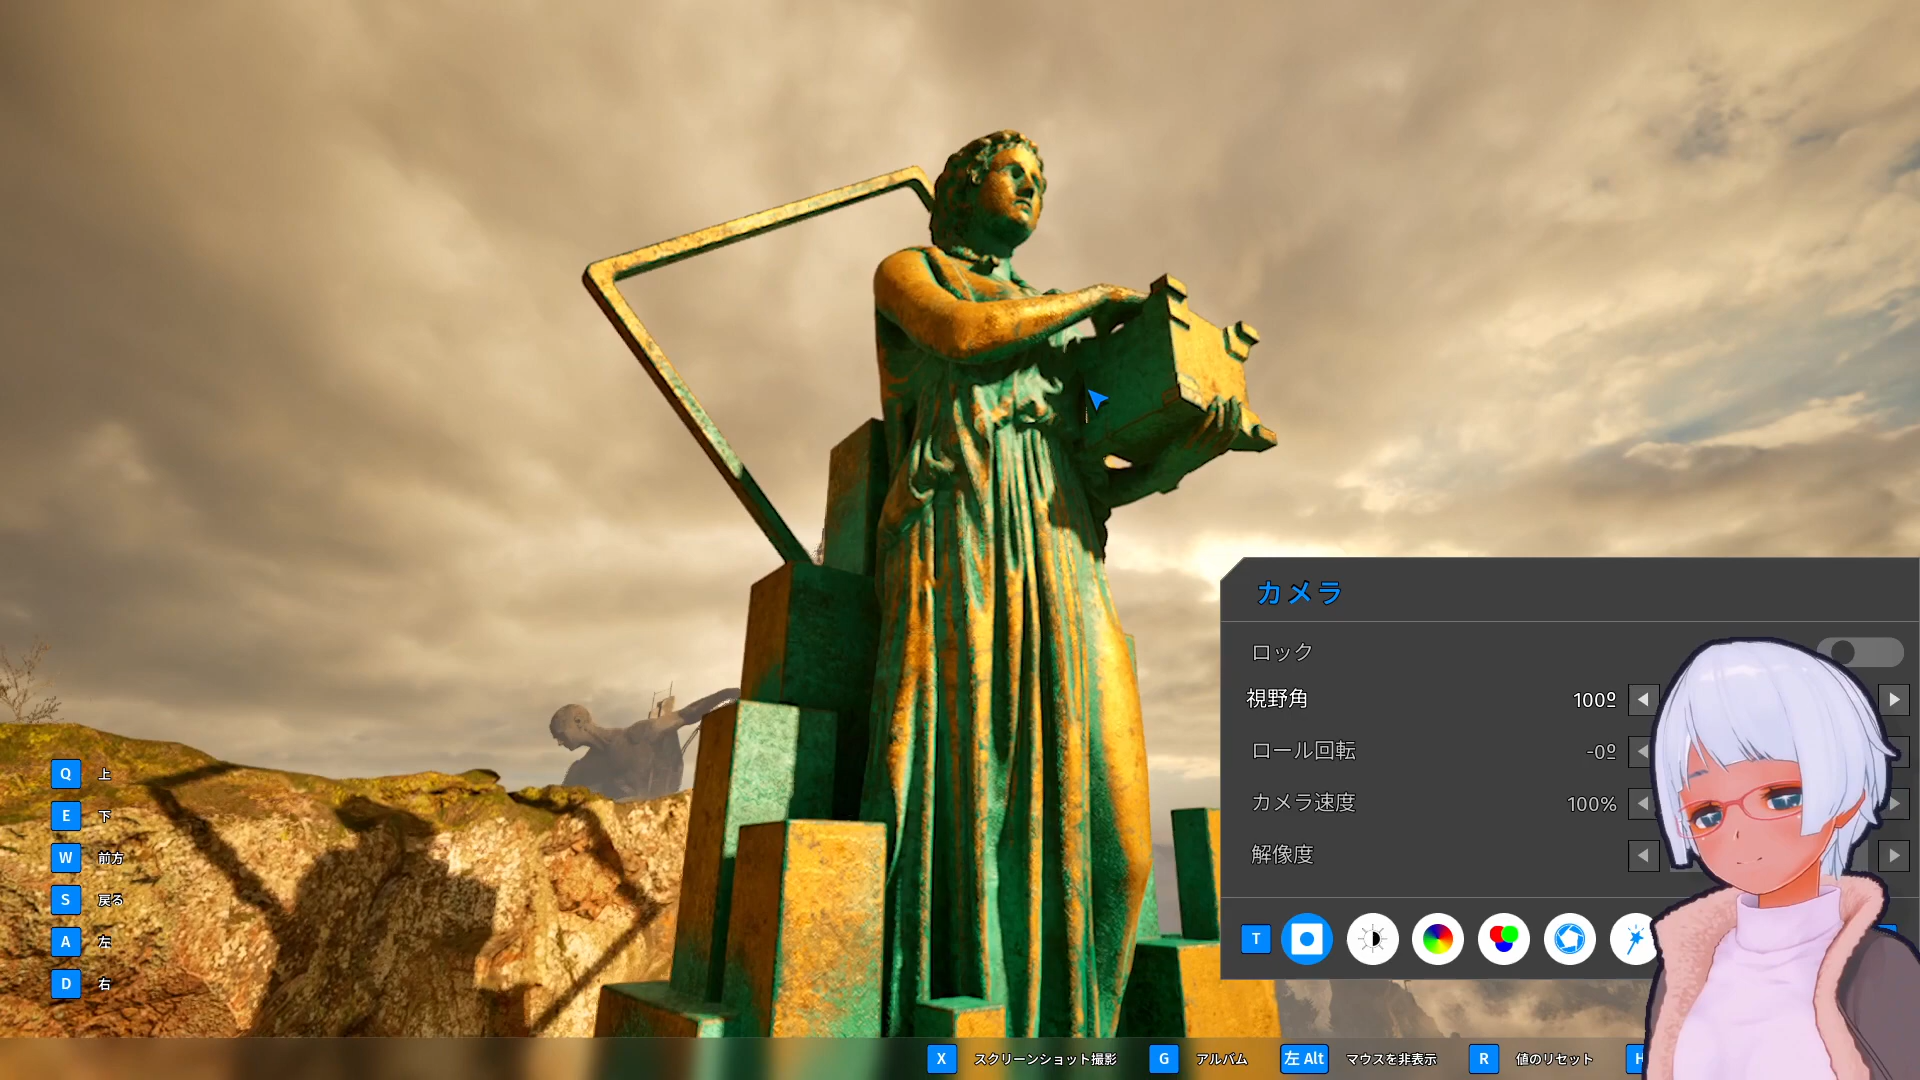 カメラ
ロック
視野角 100º
ロール回転 -0º
カメラ速度 100%
解像度
T
Q 上
E 下
W 前方
S 戻る
A 左
D 右
X スクリーンショット撮影 G アルバム 左 Alt マウスを非表示 R 値のリセット H